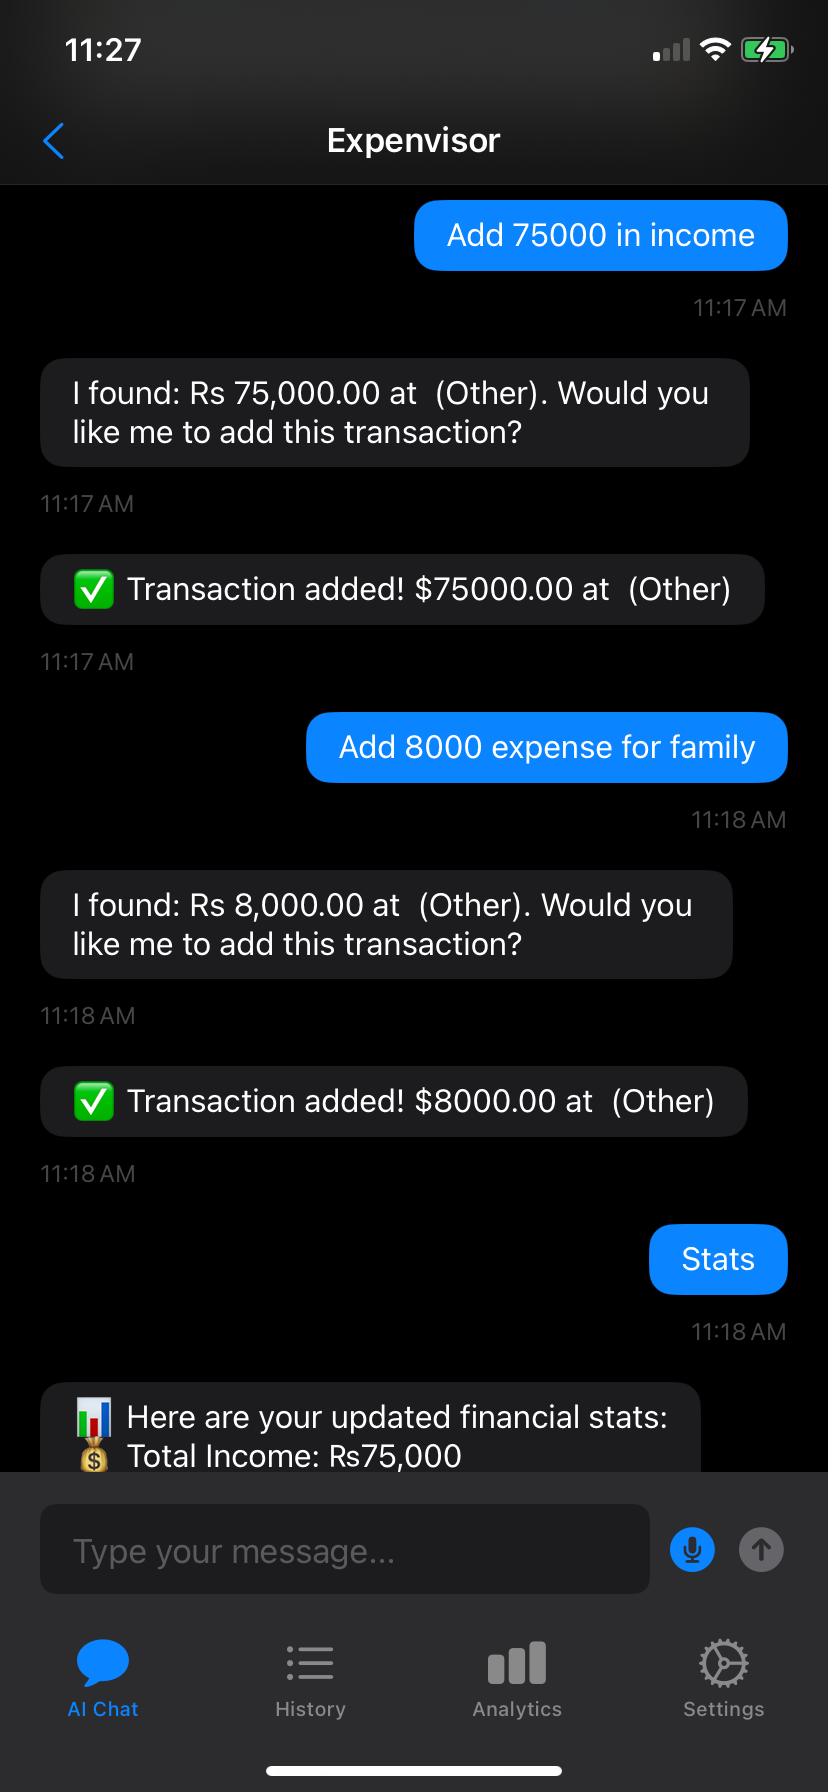 11:27
Expenvisor
Add 75000 in income
11:17 AM
I found: Rs 75,000.00 at  (Other). Would you
like me to add this transaction?
11:17 AM
✅ Transaction added! $75000.00 at  (Other)
11:17 AM
Add 8000 expense for family
11:18 AM
I found: Rs 8,000.00 at  (Other). Would you
like me to add this transaction?
11:18 AM
✅ Transaction added! $8000.00 at  (Other)
11:18 AM
Stats
11:18 AM
📊 Here are your updated financial stats:
💰 Total Income: ₨75,000
Type your message...
AI Chat
History
Analytics
Settings